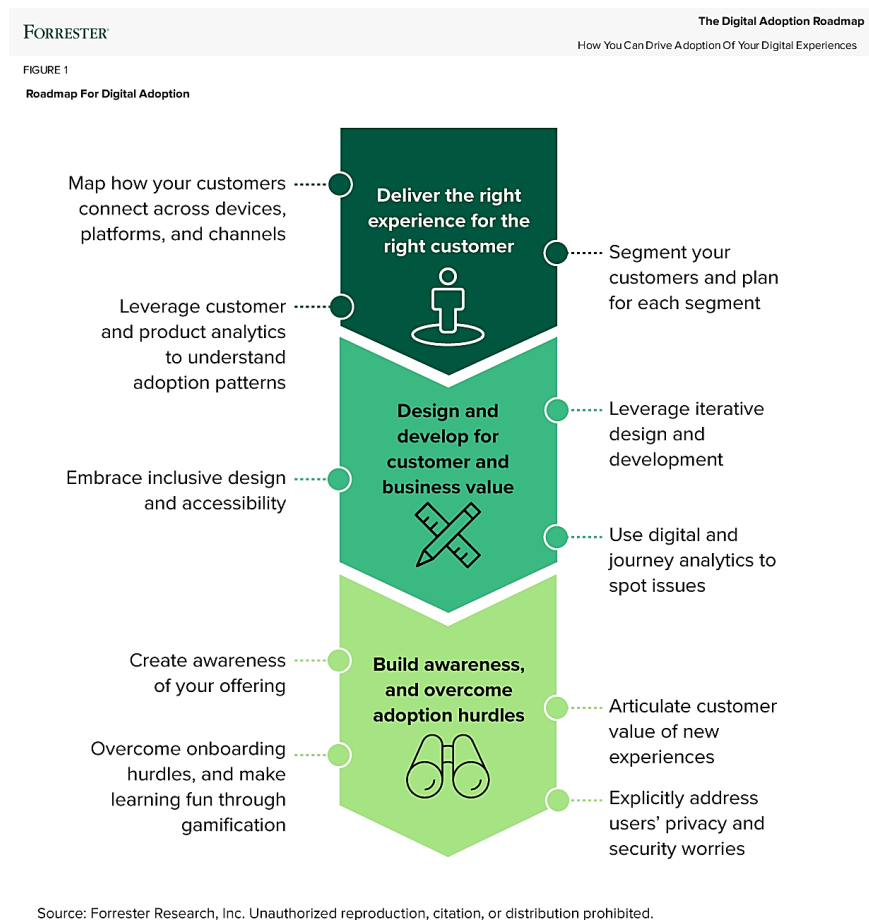 FORRESTER®
The Digital Adoption Roadmap
How You Can Drive Adoption Of Your Digital Experiences
FIGURE 1
Roadmap For Digital Adoption
Deliver the right
experience for the
right customer
Map how your customers
connect across devices,
platforms, and channels
Segment your
customers and plan
for each segment
Leverage customer
and product analytics
to understand
adoption patterns
Design and
develop for
customer and
business value
Leverage iterative
design and
development
Embrace inclusive design
and accessibility
Use digital and
journey analytics to
spot issues
Build awareness,
and overcome
adoption hurdles
Create awareness
of your offering
Articulate customer
value of new
experiences
Overcome onboarding
hurdles, and make
learning fun through
gamification
Explicitly address
users’ privacy and
security worries
Source: Forrester Research, Inc. Unauthorized reproduction, citation, or distribution prohibited.